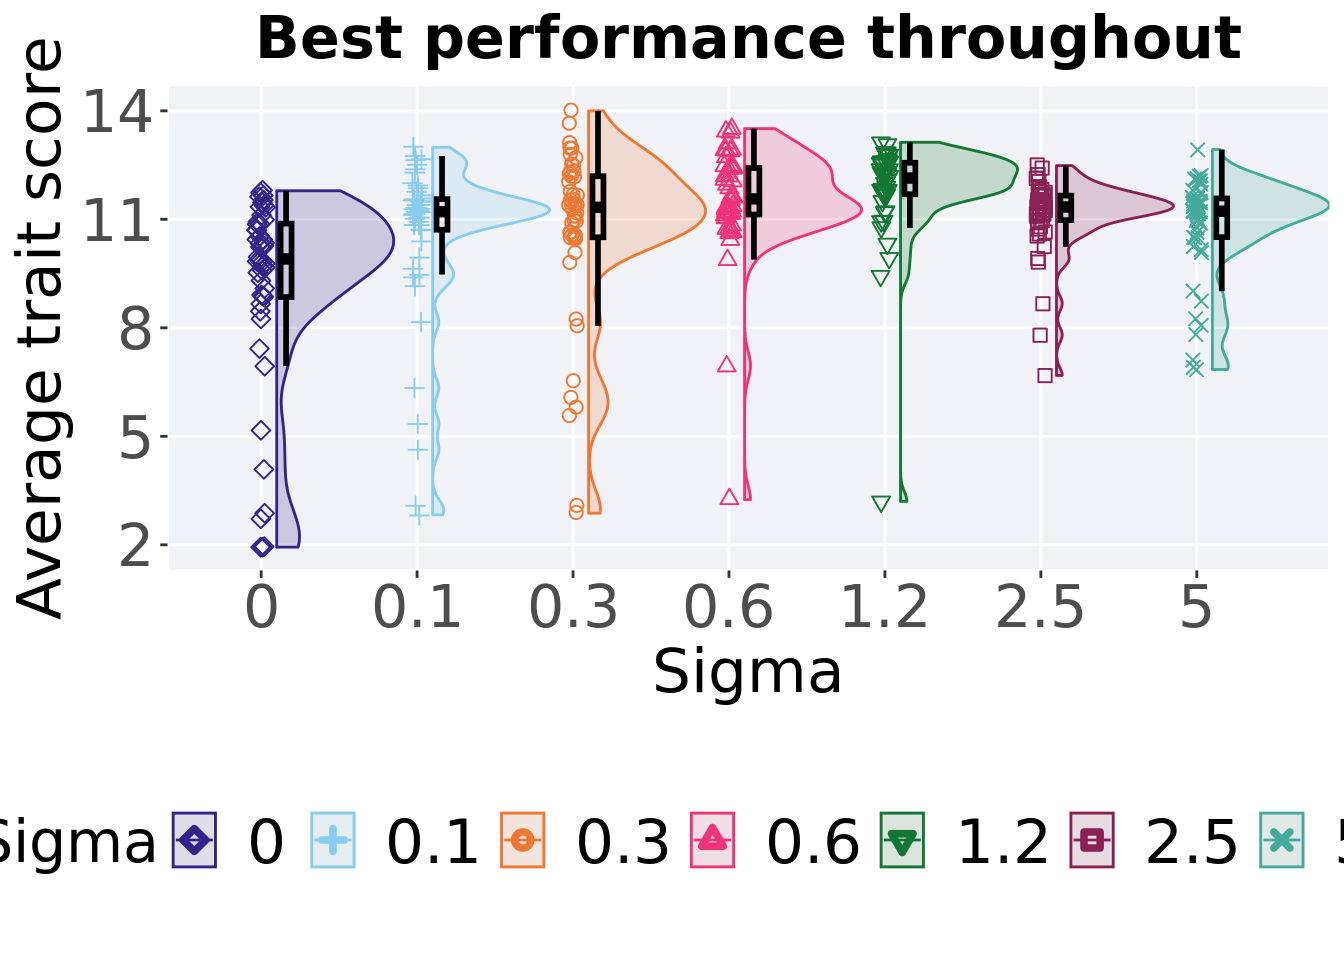 Best performance throughout
Average trait score
14
11
8
5
2
0 0.1 0.3 0.6 1.2 2.5 5
Sigma
Sigma 0 0.1 0.3 0.6 1.2 2.5 5